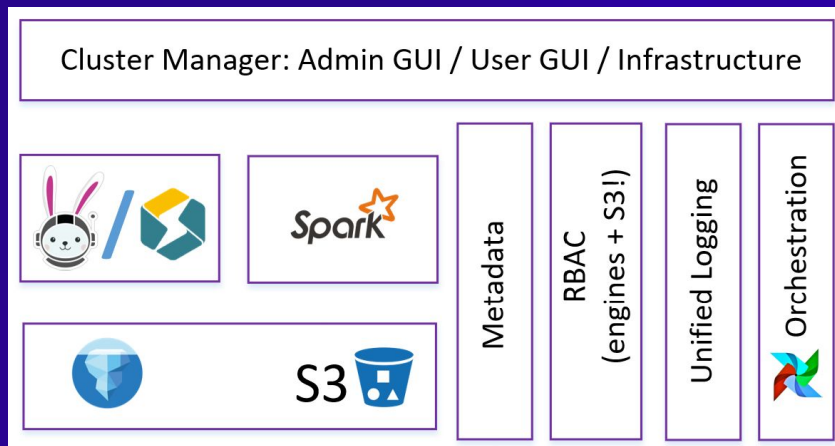 Cluster Manager: Admin GUI / User GUI / Infrastructure
/
Spark
S3
Metadata
RBAC
(engines + S3!)
Unified Logging
Orchestration